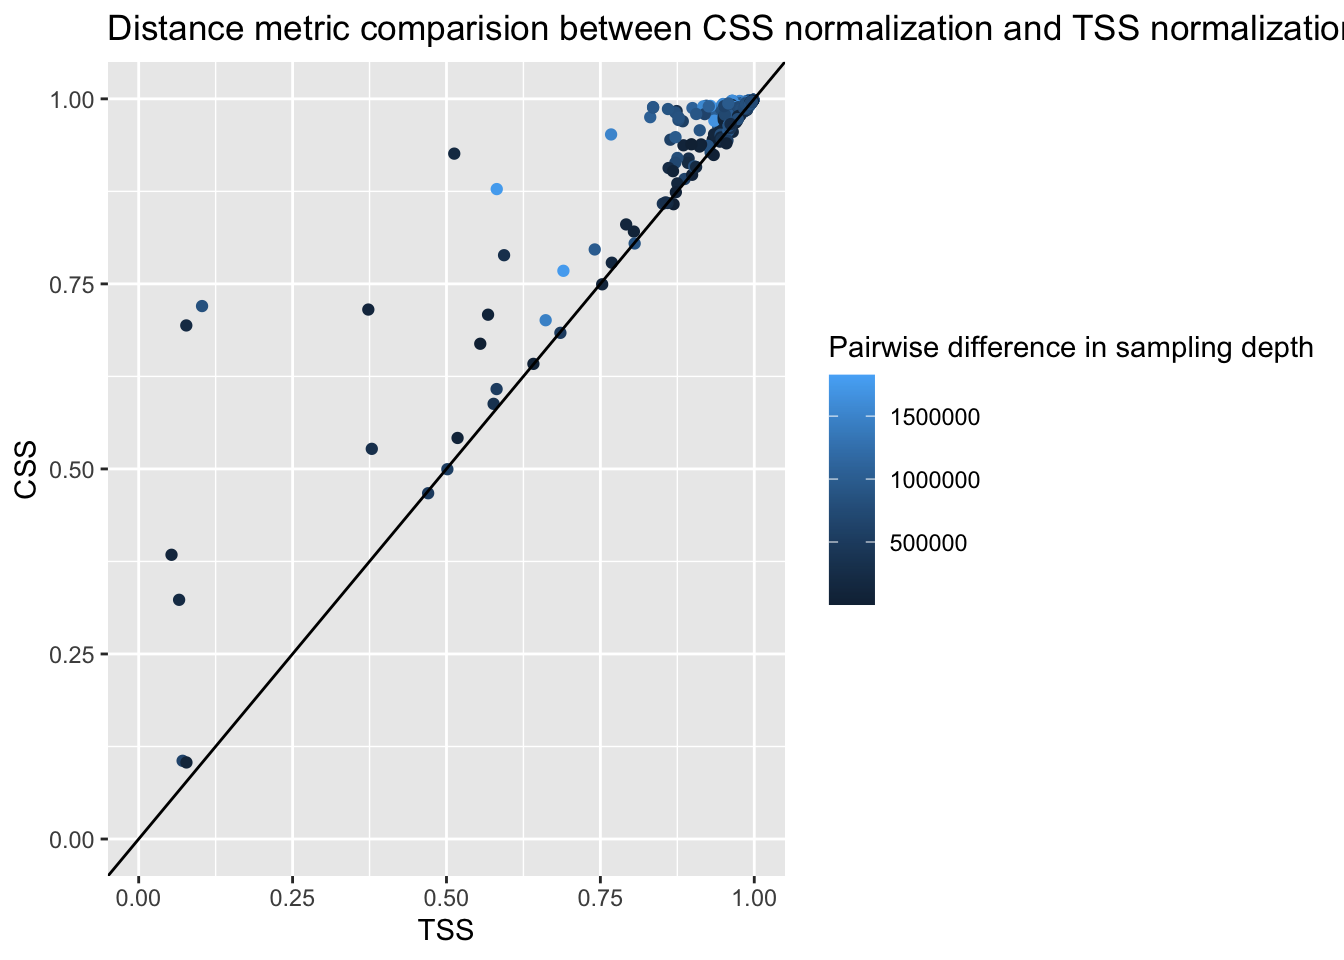 Distance metric comparision between CSS normalization and TSS normalization
1.00
0.75
0.50
0.25
0.00
CSS
0.00 0.25 0.50 0.75 1.00
TSS
Pairwise difference in sampling depth
1500000
1000000
500000